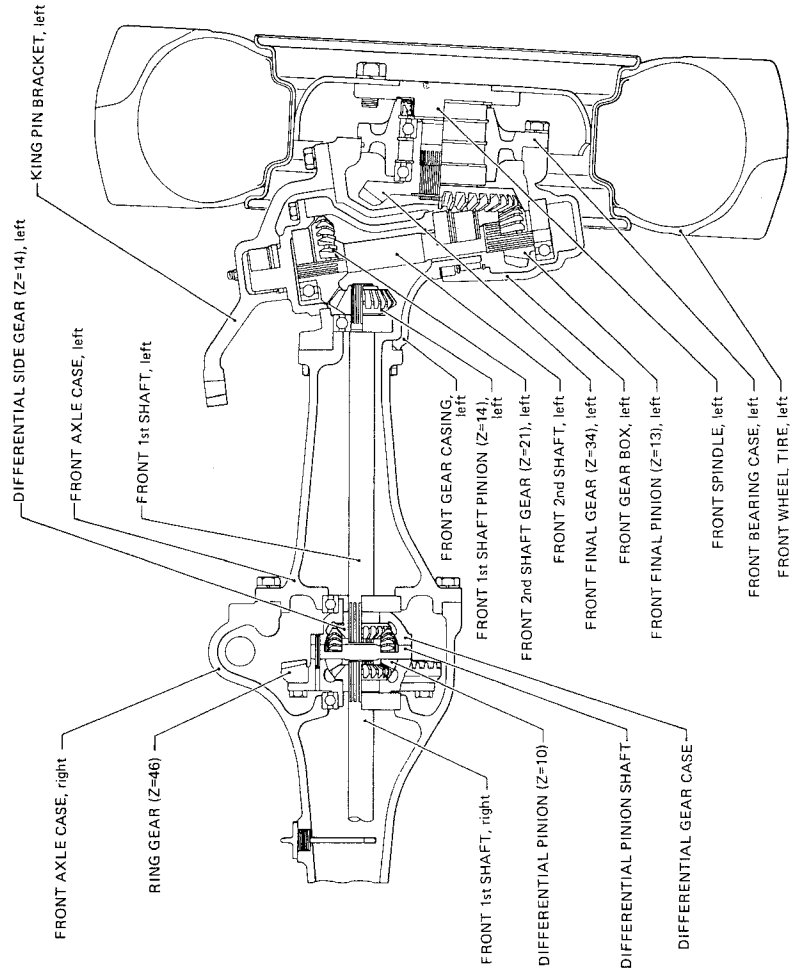 KING PIN BRACKET, left
DIFFERENTIAL SIDE GEAR (Z=14), left
FRONT AXLE CASE, left
FRONT 1st SHAFT, left
FRONT AXLE CASE, right
RING GEAR (Z=46)
FRONT 1st SHAFT, right
DIFFERENTIAL PINION (Z=10)
DIFFERENTIAL PINION SHAFT
DIFFERENTIAL GEAR CASE
FRONT GEAR CASING,
left
FRONT 1st SHAFT PINION (Z=14),
left
FRONT 2nd SHAFT GEAR (Z=21), left
FRONT 2nd SHAFT, left
FRONT FINAL GEAR (Z=34), left
FRONT GEAR BOX, left
FRONT FINAL PINION (Z=13), left
FRONT SPINDLE, left
FRONT BEARING CASE, left
FRONT WHEEL TIRE, left